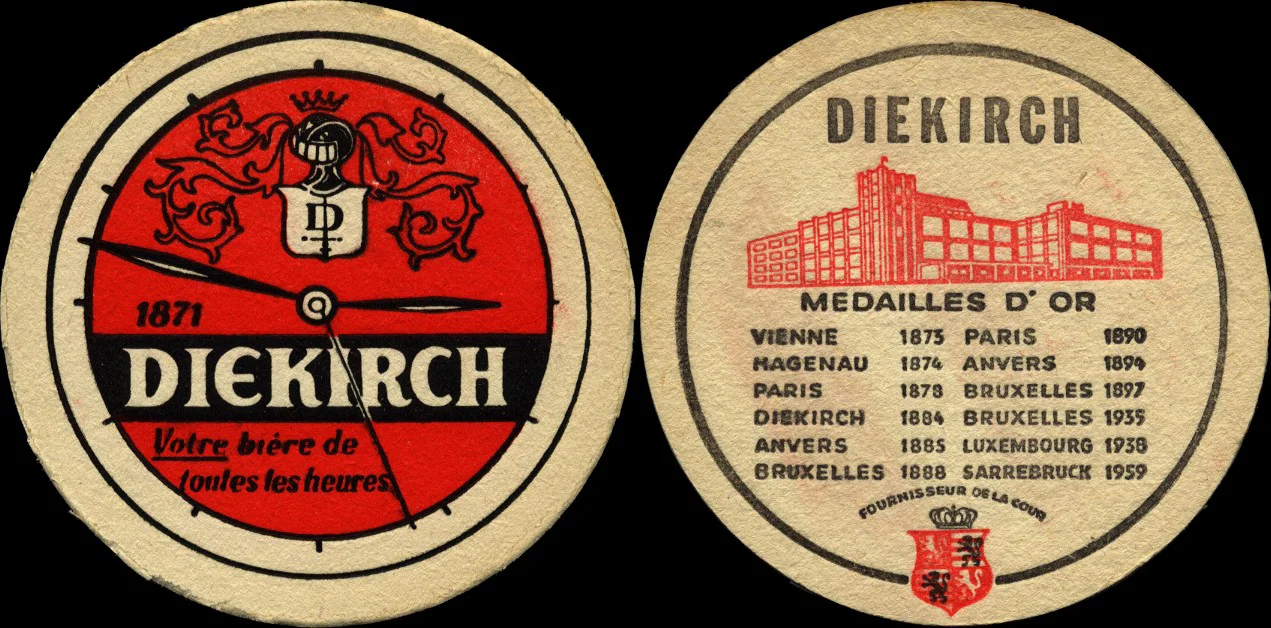 D
1871
DIEKIRCH
Votre bière de
toutes les heures
DIEKIRCH
MEDAILLES D'OR
VIENNE 1873 PARIS 1890
HAGENAU 1874 ANVERS 1894
PARIS 1878 BRUXELLES 1897
DIEKIRCH 1884 BRUXELLES 1935
ANVERS 1885 LUXEMBOURG 1938
BRUXELLES 1888 SARREBRUCK 1959
FOURNISSEUR DE LA COUR